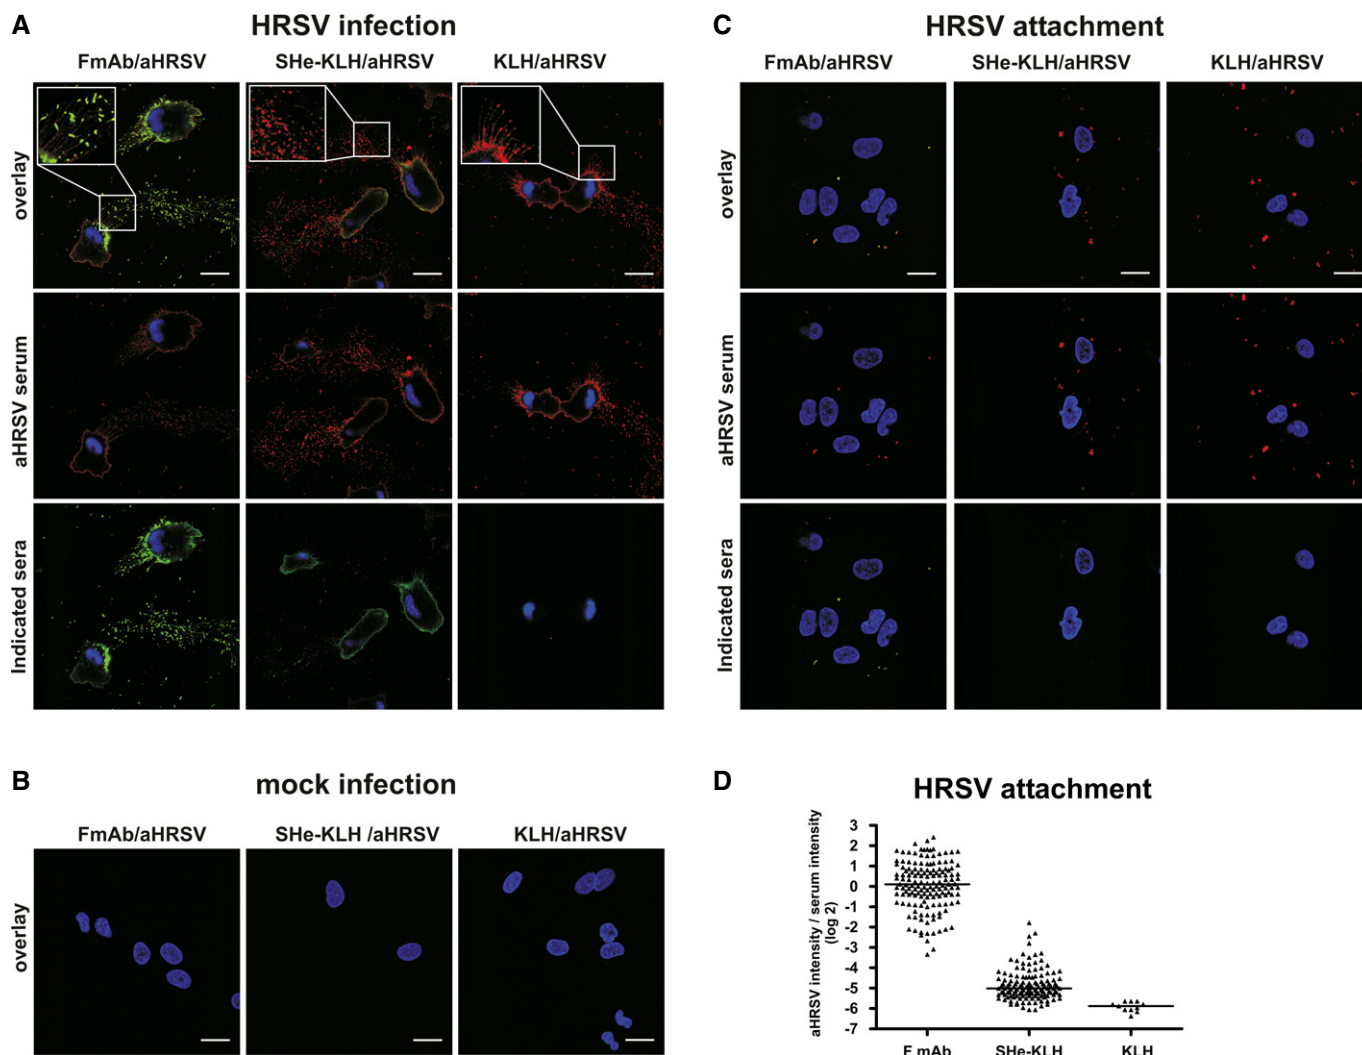 A
HRSV infection
FmAb/aHRSV
SHe-KLH/aHRSV
KLH/aHRSV
overlay
aHRSV serum
Indicated sera
B
mock infection
FmAb/aHRSV
SHe-KLH /aHRSV
KLH/aHRSV
overlay
C
HRSV attachment
FmAb/aHRSV
SHe-KLH/aHRSV
KLH/aHRSV
overlay
aHRSV serum
Indicated sera
D
HRSV attachment
aHRSV intensity / serum intensity
(log 2)
3
2
1
0
-1
-2
-3
-4
-5
-6
-7
F mAb
SHe-KLH
KLH